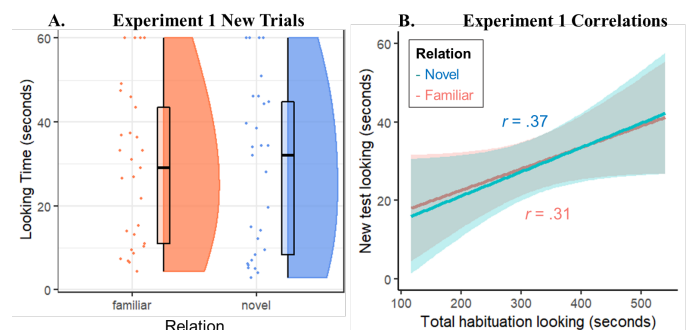 A. Experiment 1 New Trials
Looking Time (seconds)
60
40
20
0
familiar novel
Relation
B. Experiment 1 Correlations
New test looking (seconds)
60
40
20
0
Relation
- Novel
- Familiar
r = .37
r = .31
100 200 300 400 500
Total habituation looking (seconds)